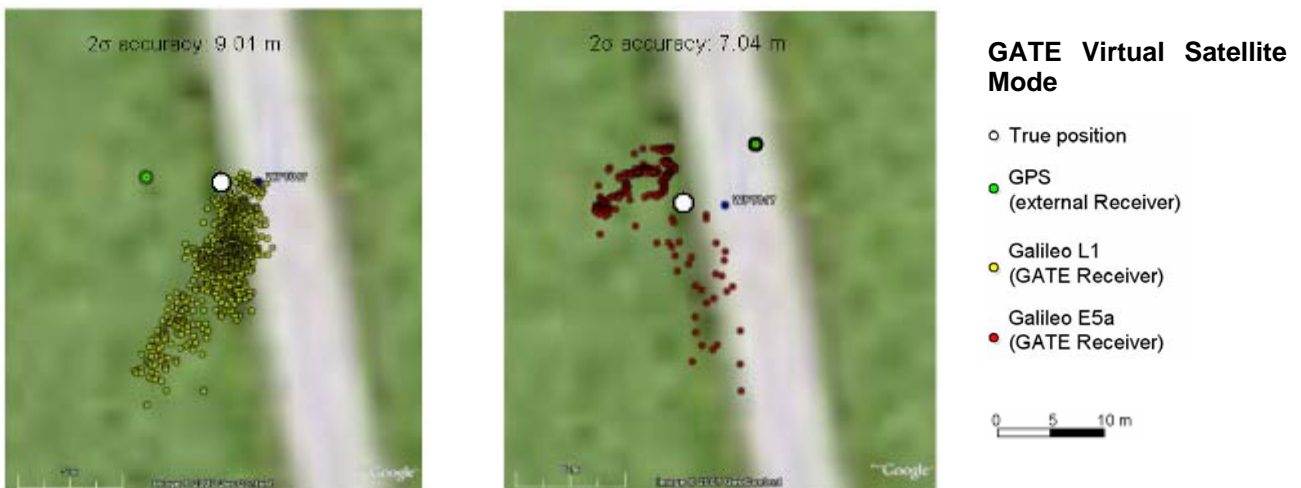 2σ accuracy: 9.01 m
2σ accuracy: 7.04 m
GATE Virtual Satellite
Mode
True position
GPS
(external Receiver)
Galileo L1
(GATE Receiver)
Galileo E5a
(GATE Receiver)
0 5 10 m
Google
Google